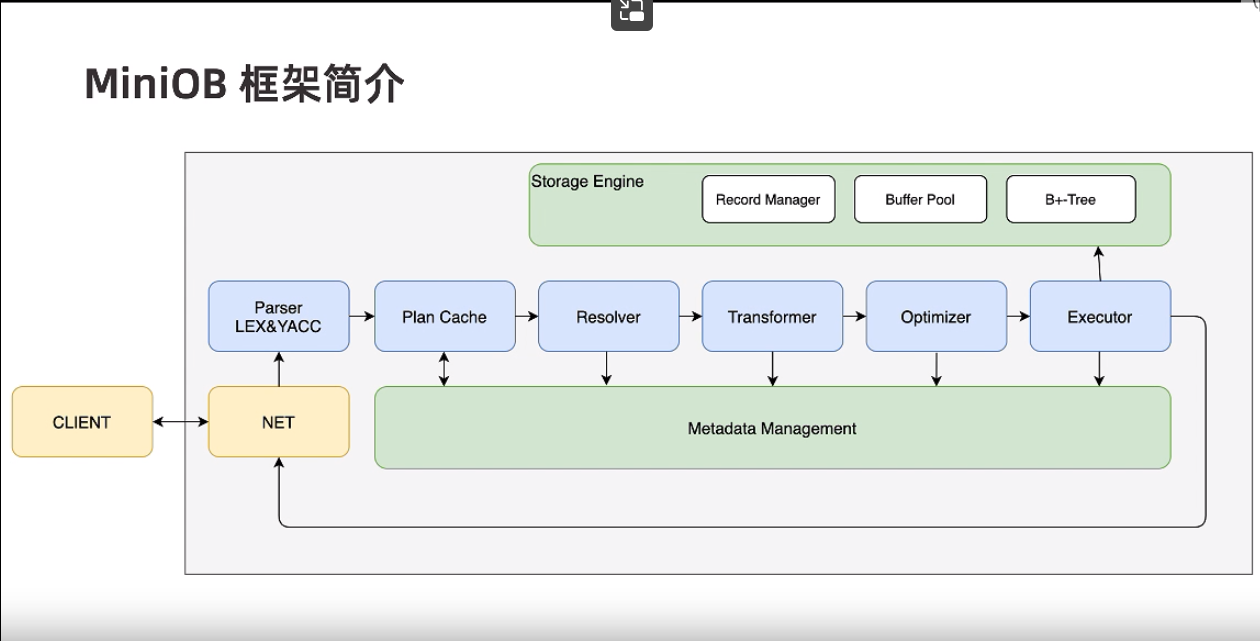 MiniOB 框架简介
Storage Engine
Record Manager
Buffer Pool
B+-Tree
Parser
LEX&YACC
Plan Cache
Resolver
Transformer
Optimizer
Executor
CLIENT
NET
Metadata Management